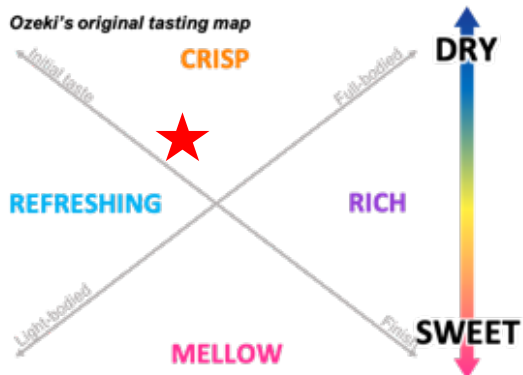 Ozeki's original tasting map
CRISP
DRY
Initial taste
Full-bodied
REFRESHING
RICH
Light-bodied
Finish
SWEET
MELLOW